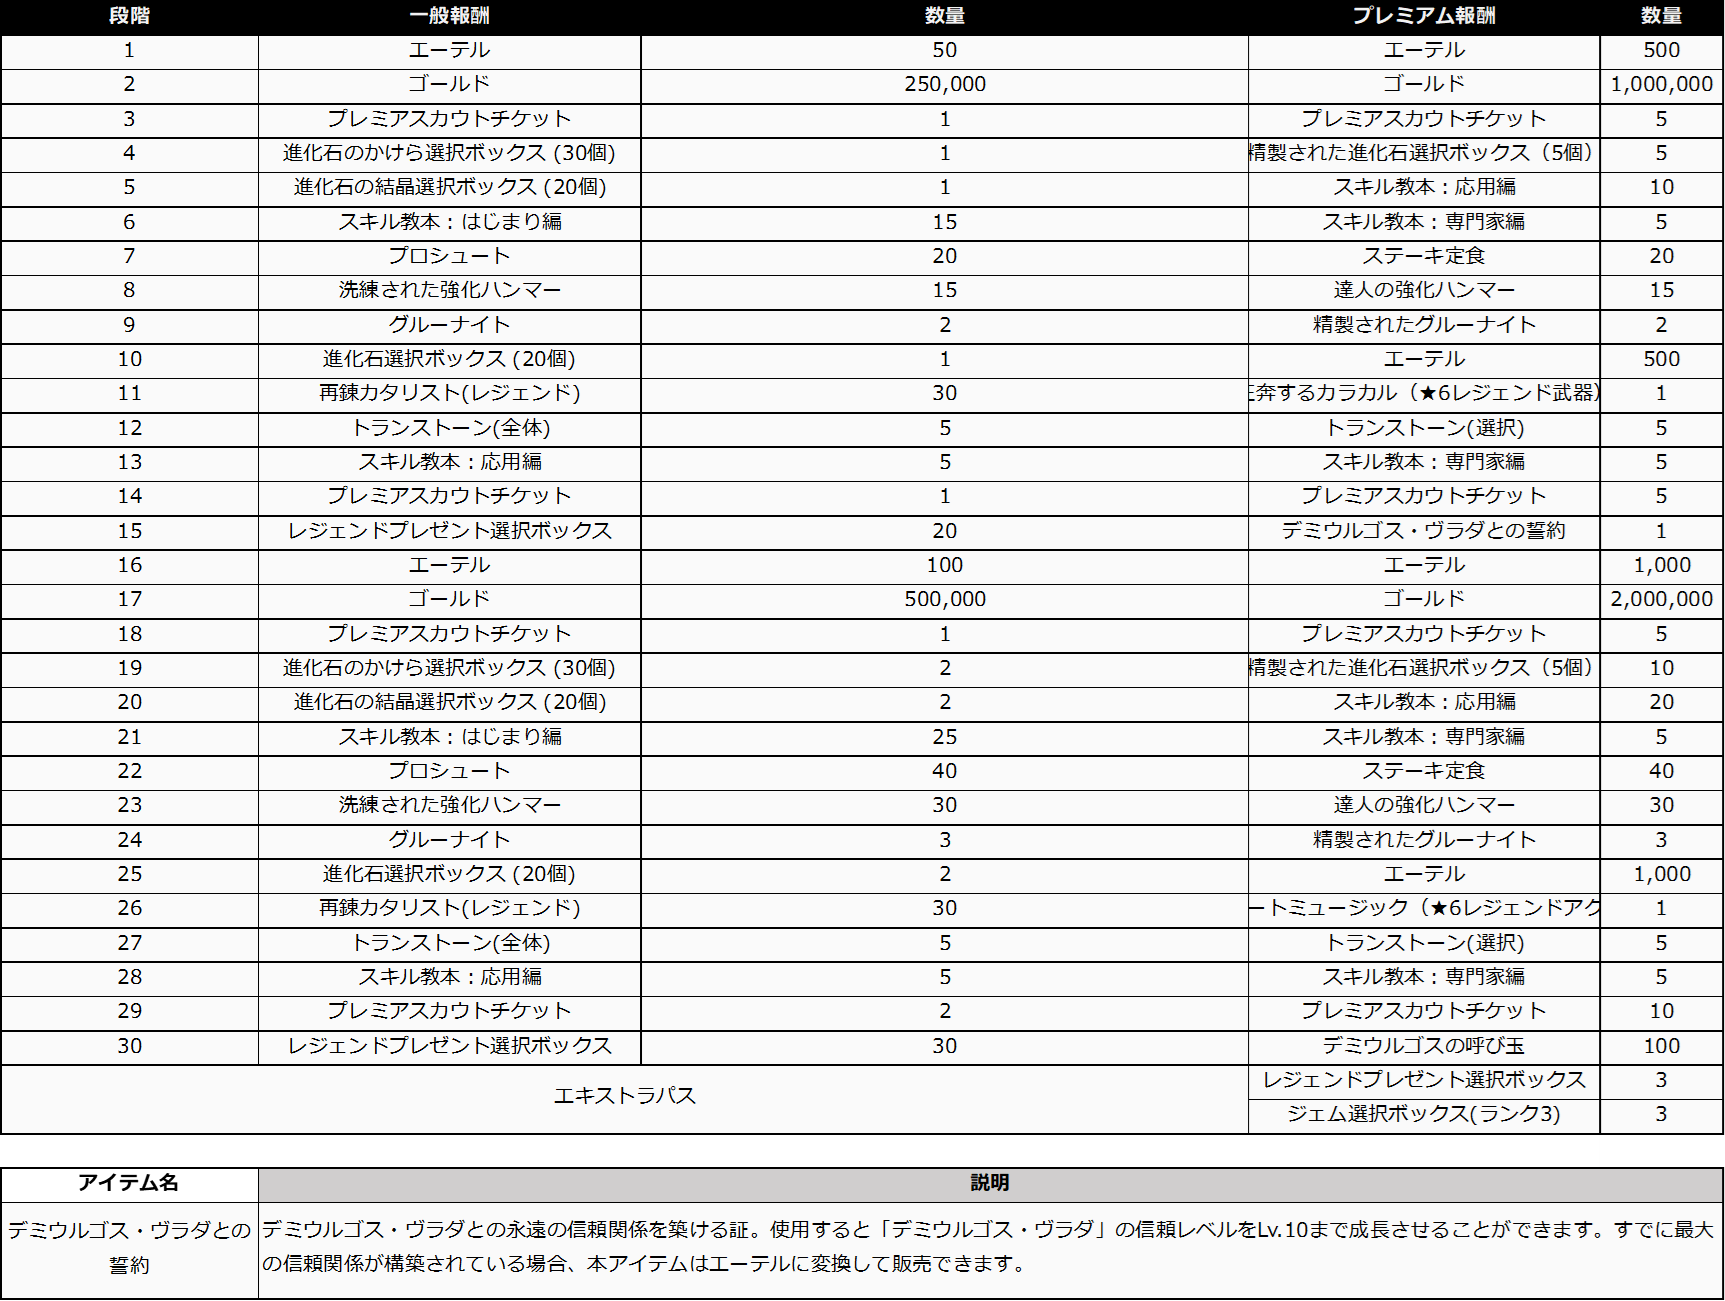 段階 一般報酬 数量 プレミアム報酬 数量
1 エーテル 50 エーテル 500
2 ゴールド 250,000 ゴールド 1,000,000
3 プレミアスカウトチケット 1 プレミアスカウトチケット 5
4 進化石のかけら選択ボックス (30個) 1 精製された進化石選択ボックス（5個） 5
5 進化石の結晶選択ボックス (20個) 1 スキル教本：応用編 10
6 スキル教本：はじまり編 15 スキル教本：専門家編 5
7 プロシュート 20 ステーキ定食 20
8 洗練された強化ハンマー 15 達人の強化ハンマー 15
9 グルーナイト 2 精製されたグルーナイト 2
10 進化石選択ボックス (20個) 1 エーテル 500
11 再錬カタリスト(レジェンド) 30 奔するカラカル（★6レジェンド武器） 1
12 トランストーン(全体) 5 トランストーン(選択) 5
13 スキル教本：応用編 5 スキル教本：専門家編 5
14 プレミアスカウトチケット 1 プレミアスカウトチケット 5
15 レジェンドプレゼント選択ボックス 20 デミウルゴス・ヴラダとの誓約 1
16 エーテル 100 エーテル 1,000
17 ゴールド 500,000 ゴールド 2,000,000
18 プレミアスカウトチケット 1 プレミアスカウトチケット 5
19 進化石のかけら選択ボックス (30個) 2 精製された進化石選択ボックス（5個） 10
20 進化石の結晶選択ボックス (20個) 2 スキル教本：応用編 20
21 スキル教本：はじまり編 25 スキル教本：専門家編 5
22 プロシュート 40 ステーキ定食 40
23 洗練された強化ハンマー 30 達人の強化ハンマー 30
24 グルーナイト 3 精製されたグルーナイト 3
25 進化石選択ボックス (20個) 2 エーテル 1,000
26 再錬カタリスト(レジェンド) 30 ートミュージック（★6レジェンドアク 1
27 トランストーン(全体) 5 トランストーン(選択) 5
28 スキル教本：応用編 5 スキル教本：専門家編 5
29 プレミアスカウトチケット 2 プレミアスカウトチケット 10
30 レジェンドプレゼント選択ボックス 30 デミウルゴスの呼び玉 100
エキストラパス
レジェンドプレゼント選択ボックス 3
ジェム選択ボックス(ランク3) 3
アイテム名 説明
デミウルゴス・ヴラダとの
誓約
デミウルゴス・ヴラダとの永遠の信頼関係を築ける証。使用すると「デミウルゴス・ヴラダ」の信頼レベルをLv.10まで成長させることができます。すでに最大
の信頼関係が構築されている場合、本アイテムはエーテルに変換して販売できます。